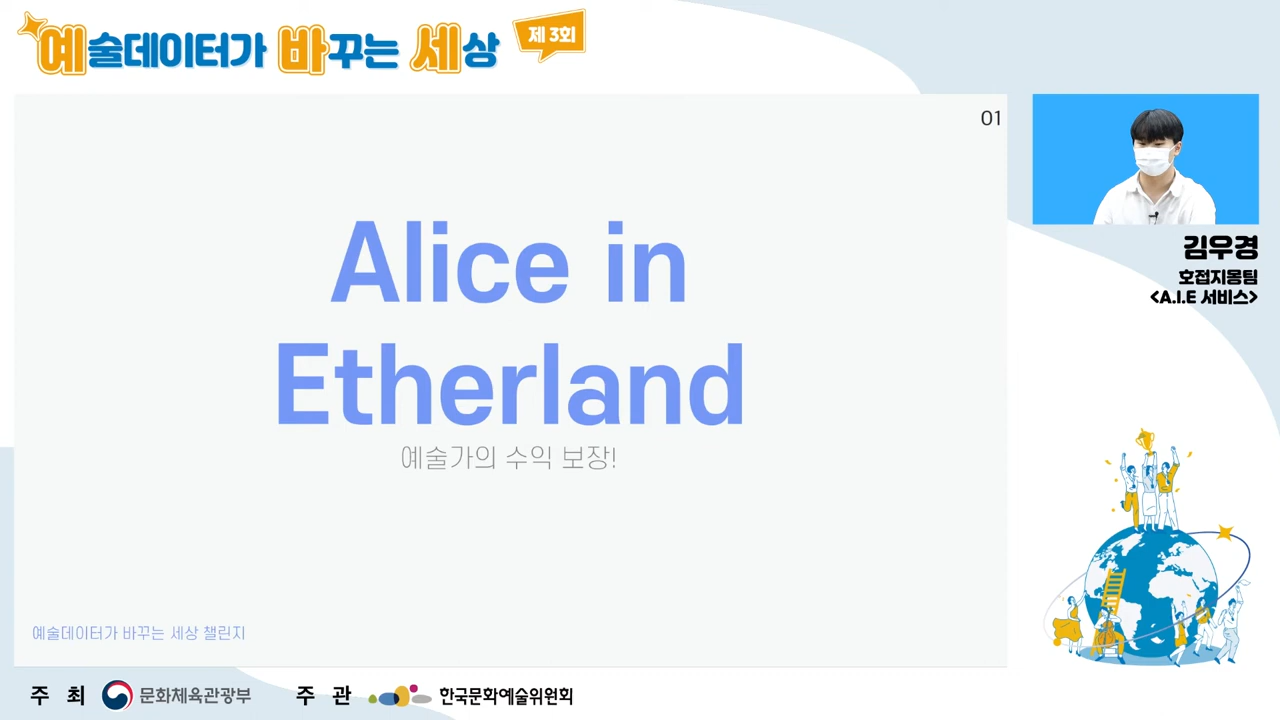 예술데이터가 바꾸는 세상 제 3회
01
Alice in
Etherland
예술가의 수익 보장!
예술데이터가 바꾸는 세상 챌린지
김우경
호접지몽팀
<A.I.E 서비스>
주 최 문화체육관광부 주 관 한국문화예술위원회